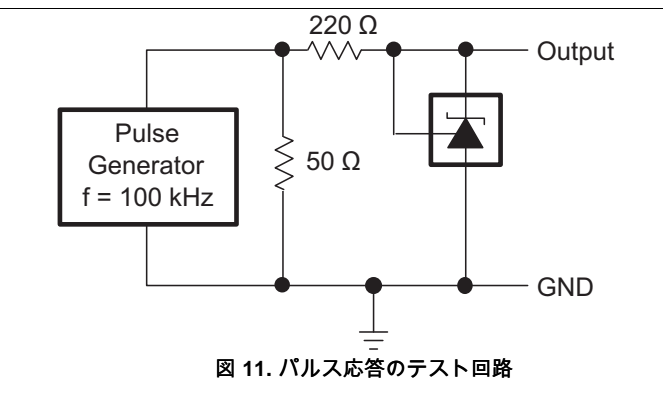 220 Ω
Output
Pulse
Generator
f = 100 kHz
50 Ω
GND
図 11. パルス応答のテスト回路